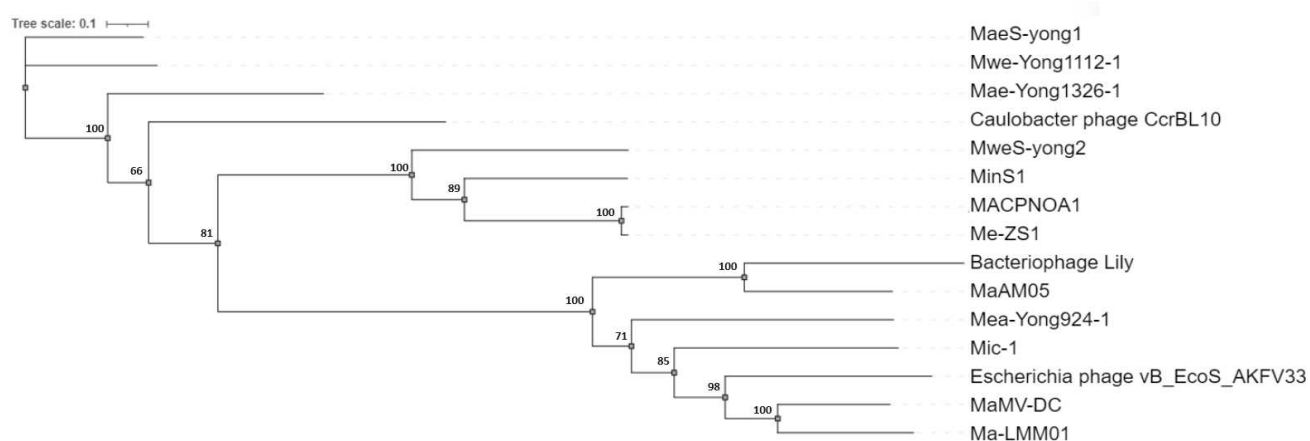 Tree scale: 0.1
MaeS-yong1
Mwe-Yong1112-1
Mae-Yong1326-1
100
Caulobacter phage CcrBL10
66
MweS-yong2
100
MinS1
89
MACPNOA1
100
Me-ZS1
81
Bacteriophage Lily
100
MaAM05
100
Mea-Yong924-1
71
Mic-1
85
Escherichia phage vB_EcoS_AKFV33
98
MaMV-DC
100
Ma-LMM01